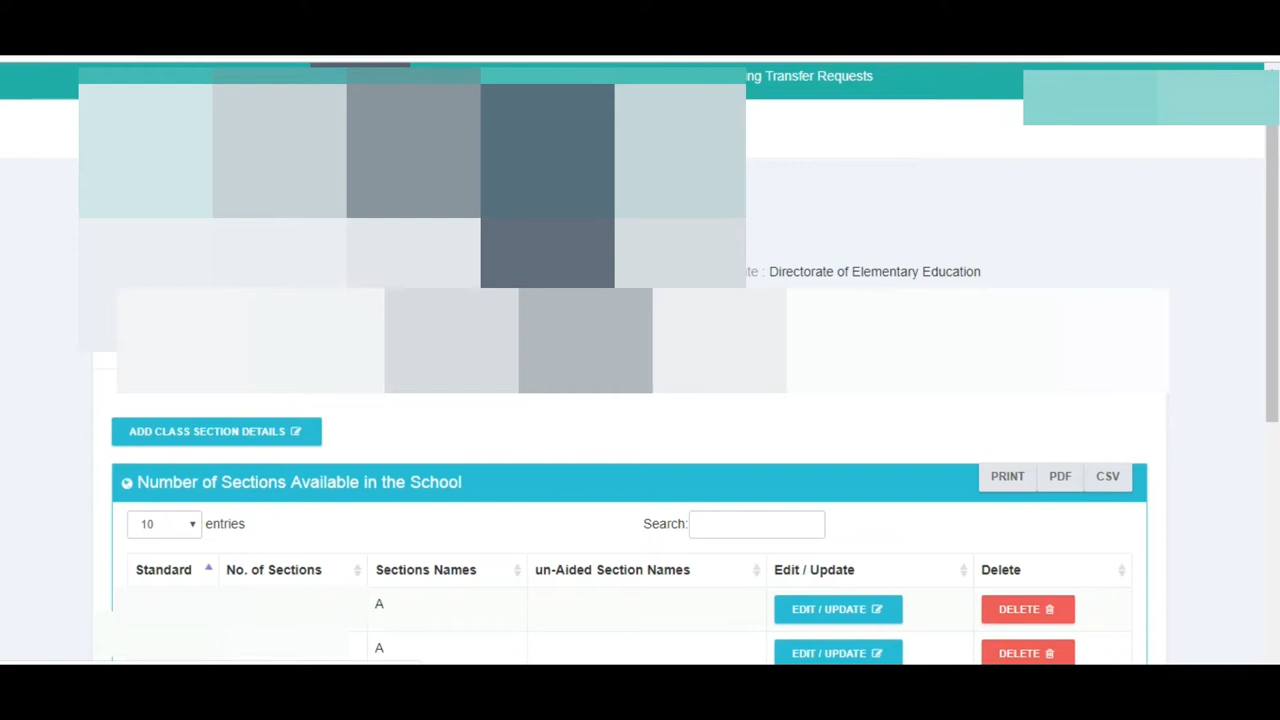 ng Transfer Requests
te : Directorate of Elementary Education
ADD CLASS SECTION DETAILS
Number of Sections Available in the School
PRINT PDF CSV
10 entries Search:
Standard No. of Sections Sections Names un-Aided Section Names Edit / Update Delete
A EDIT / UPDATE DELETE
A EDIT / UPDATE DELETE